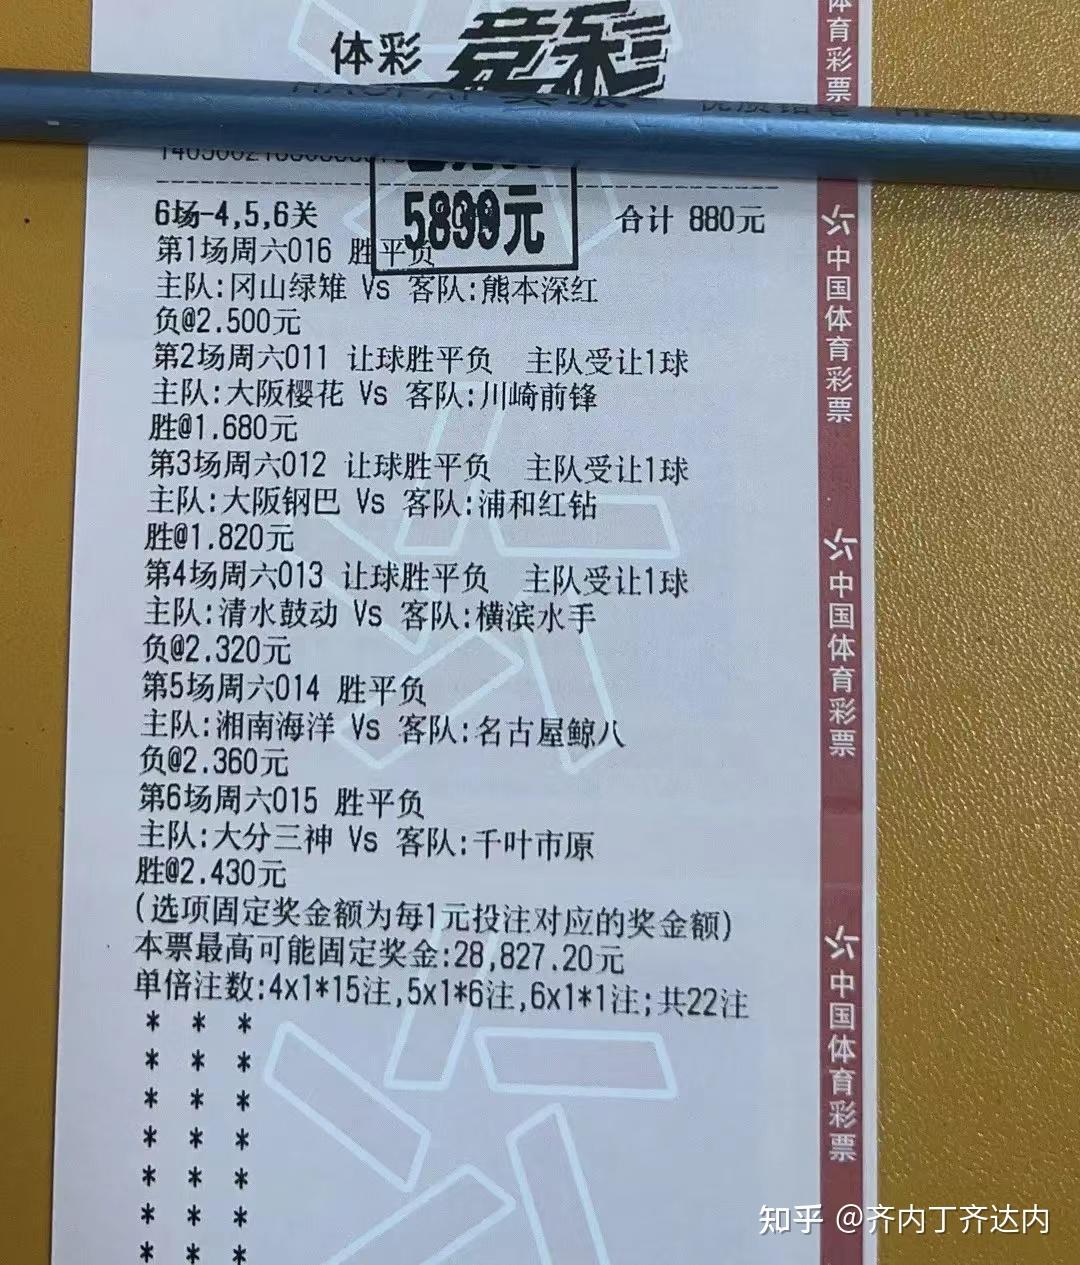 体彩 竞彩
5899元
6场-4,5,6关 合计 880元
第1场周六016 胜平负
主队:冈山绿雉 Vs 客队:熊本深红
负@2.500元
第2场周六011 让球胜平负 主队受让1球
主队:大阪樱花 Vs 客队:川崎前锋
胜@1.680元
第3场周六012 让球胜平负 主队受让1球
主队:大阪钢巴 Vs 客队:浦和红钻
胜@1.820元
第4场周六013 让球胜平负 主队受让1球
主队:清水鼓动 Vs 客队:横滨水手
负@2.320元
第5场周六014 胜平负
主队:湘南海洋 Vs 客队:名古屋鲸八
负@2.360元
第6场周六015 胜平负
主队:大分三神 Vs 客队:千叶市原
胜@2.430元
(选项固定奖金额为每1元投注对应的奖金额)
本票最高可能固定奖金:28,827.20元
单倍注数:4x1*15注,5x1*6注,6x1*1注;共22注
* * *
* * *
* * *
* * *
* * *
* * *
* * *
体育彩票
中国体育彩票
中国体育彩票
中国体育彩票
知乎 @齐内丁齐达内